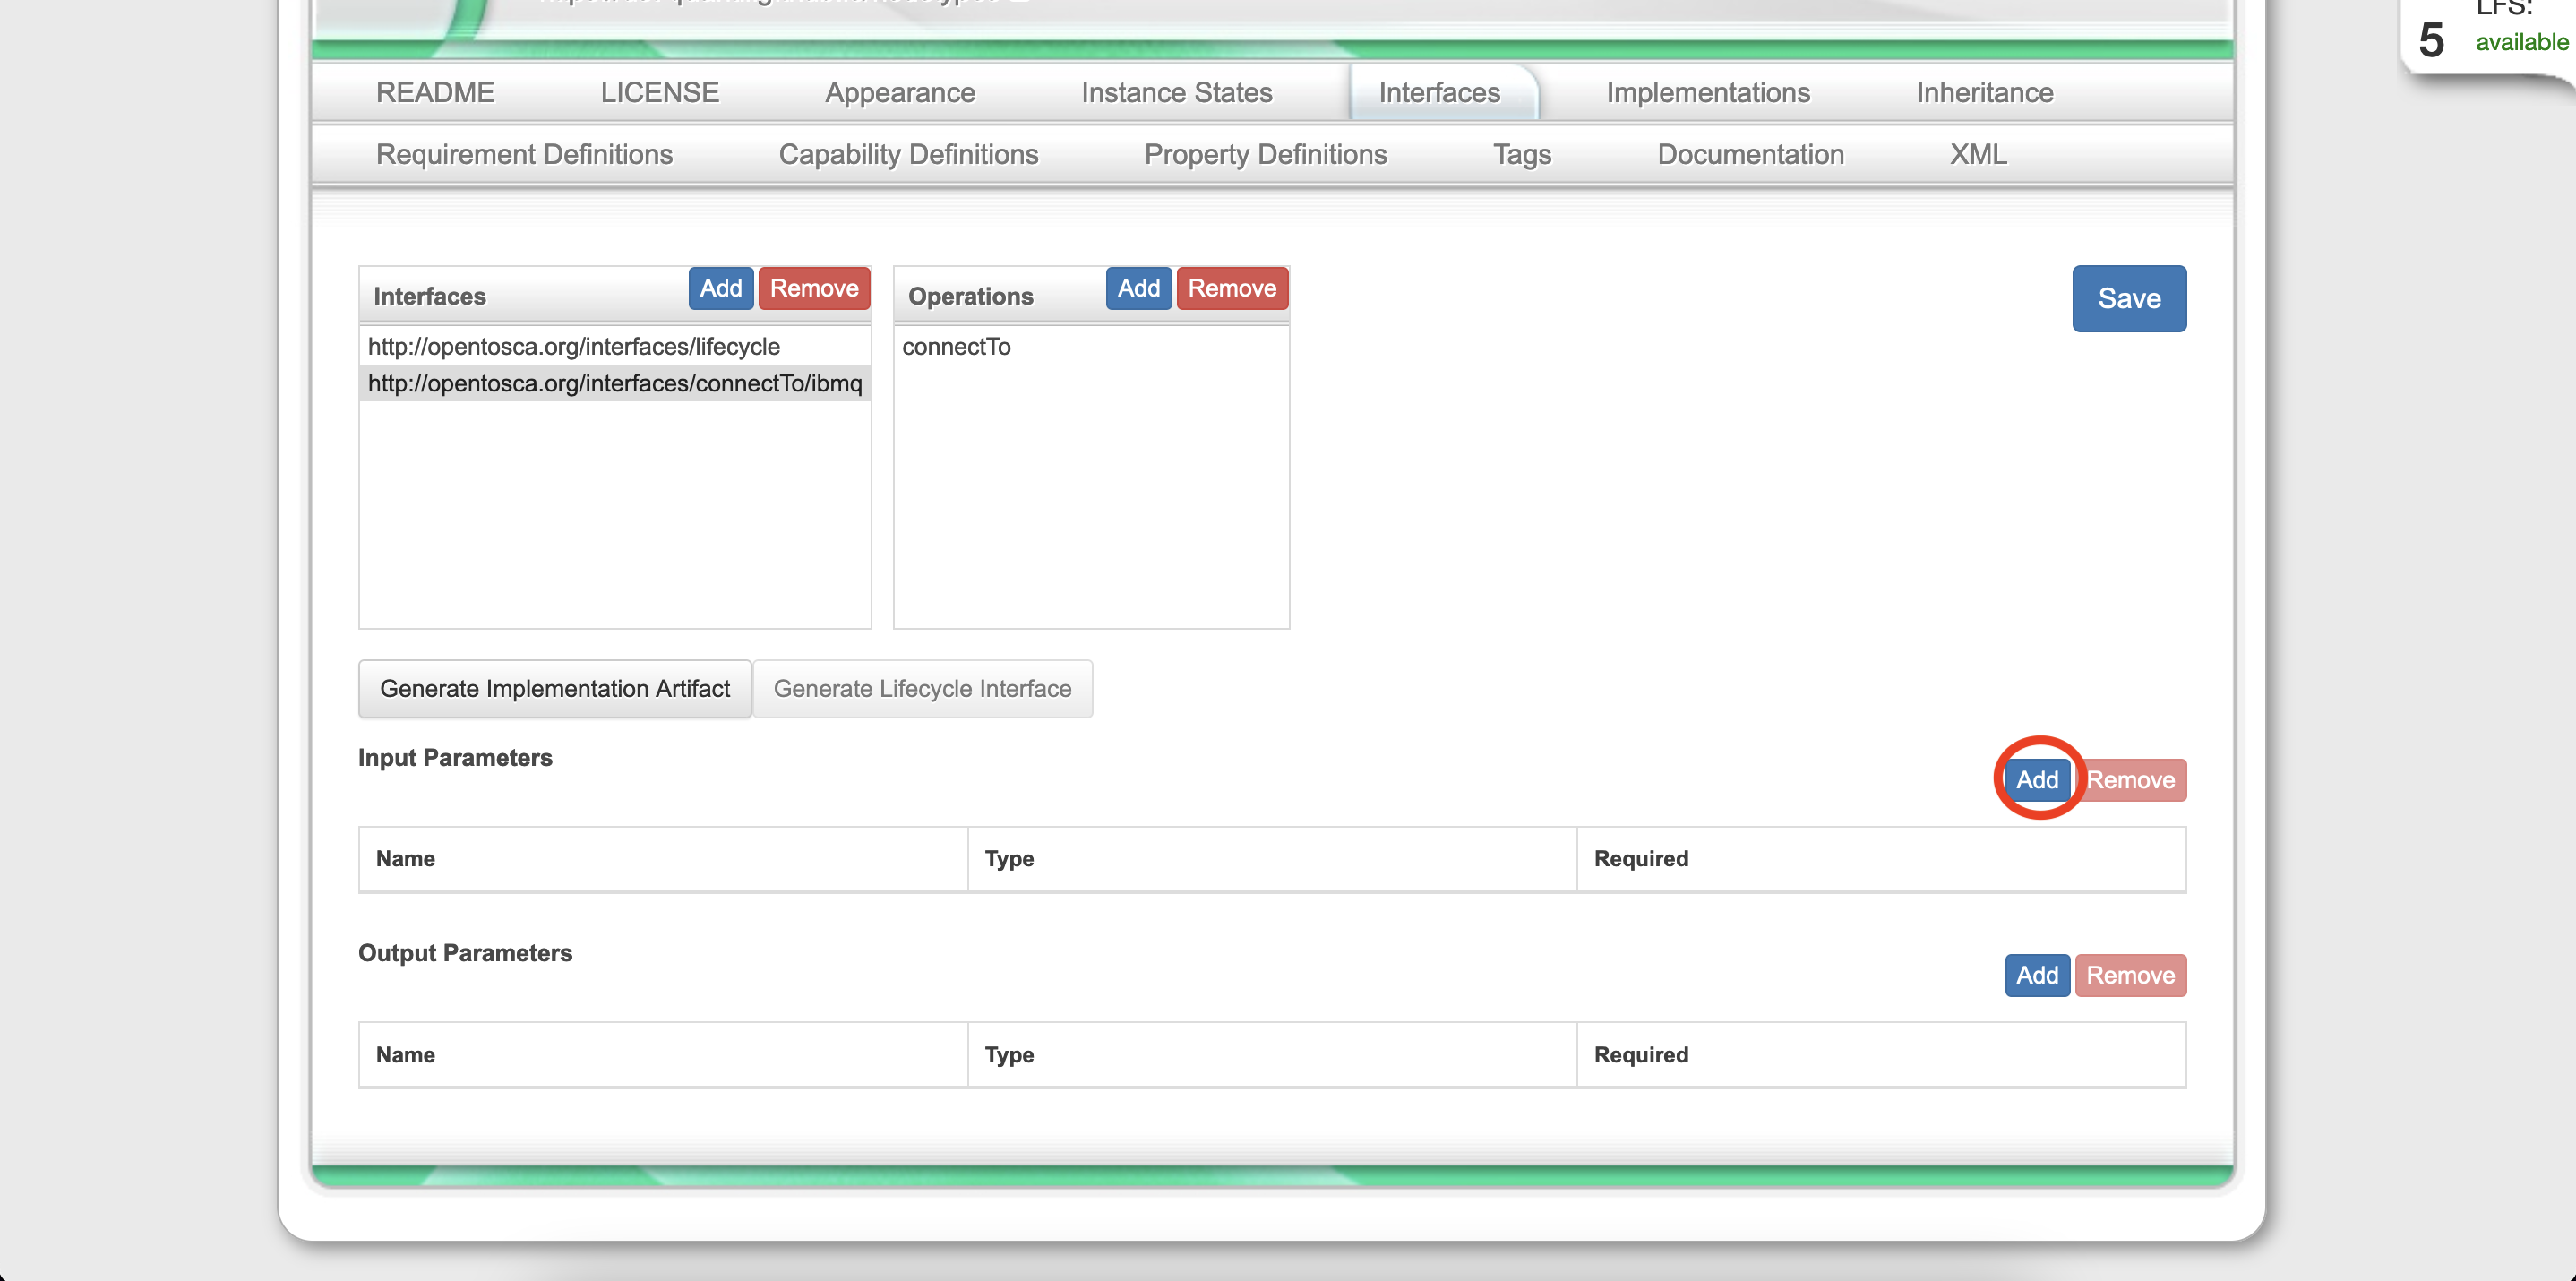 LFS:
5 available
README LICENSE Appearance Instance States Interfaces Implementations Inheritance
Requirement Definitions Capability Definitions Property Definitions Tags Documentation XML
Interfaces Add Remove Operations Add Remove Save
http://opentosca.org/interfaces/lifecycle connectTo
http://opentosca.org/interfaces/connectTo/ibmq
Generate Implementation Artifact Generate Lifecycle Interface
Input Parameters
Add Remove
Name Type Required
Output Parameters
Add Remove
Name Type Required